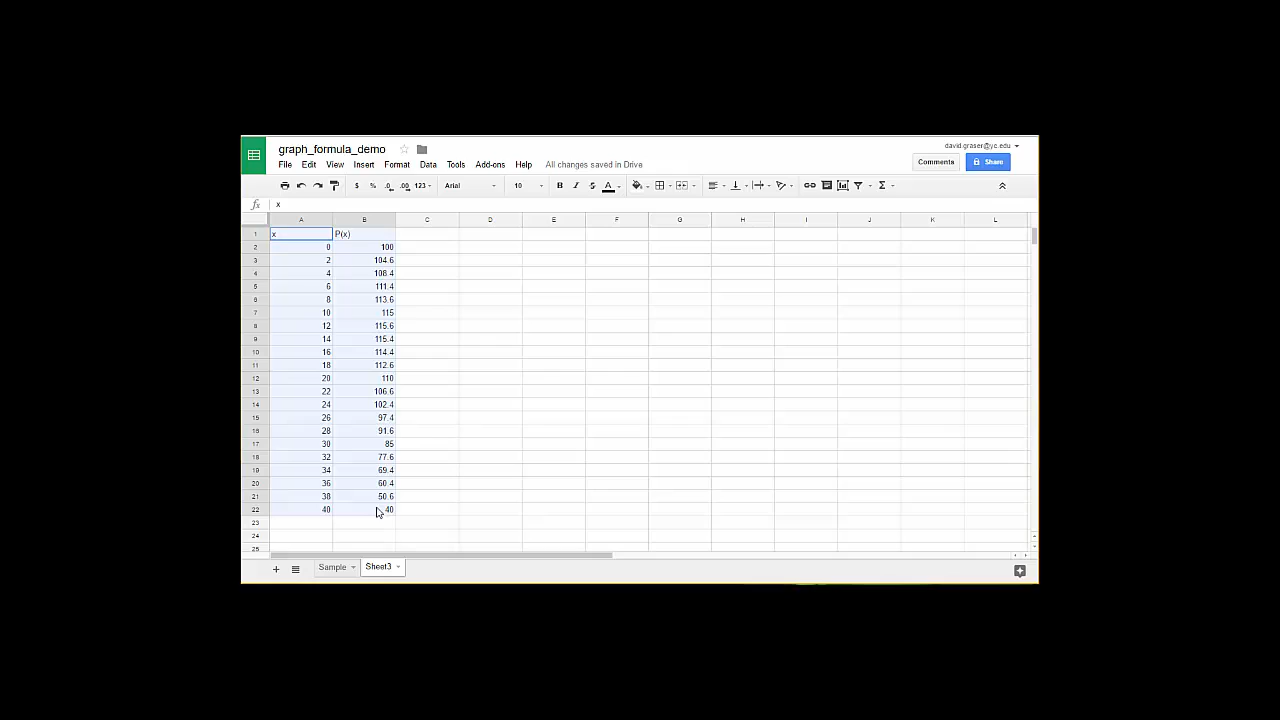 graph_formula_demo
david.graser@yc.edu
File Edit View Insert Format Data Tools Add-ons Help All changes saved in Drive
Comments Share
$ % .0 .00 123 Arial 10 B I S A Σ
fx x
A B C D E F G H I J K L
1 x P(x)
2 0 100
3 2 104.6
4 4 108.4
5 6 111.4
6 8 113.6
7 10 115
8 12 115.6
9 14 115.4
10 16 114.4
11 18 112.6
12 20 110
13 22 106.6
14 24 102.4
15 26 97.4
16 28 91.6
17 30 85
18 32 77.6
19 34 69.4
20 36 60.4
21 38 50.6
22 40 40
23
24
25
Sample Sheet3